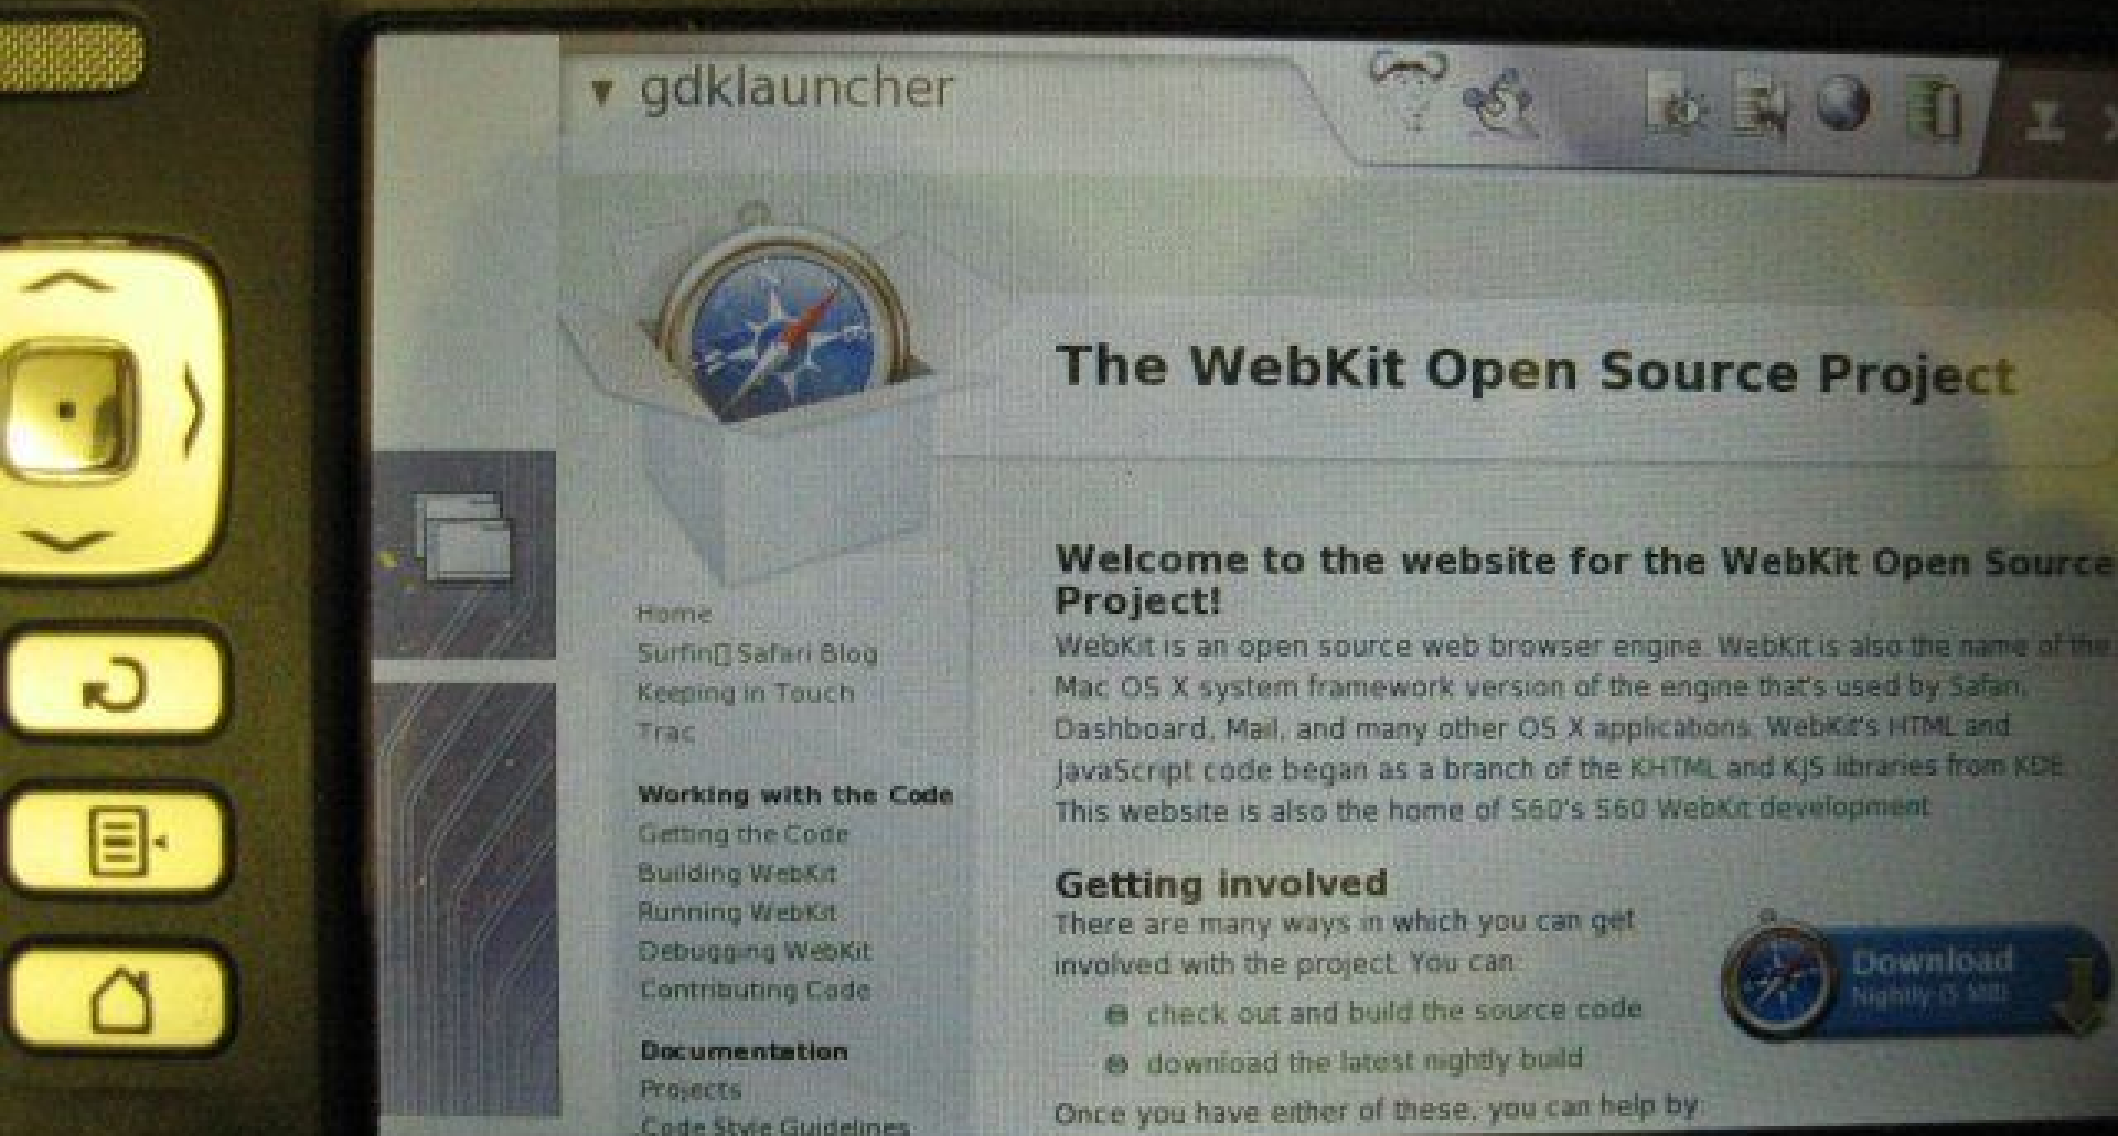 gdklauncher
The WebKit Open Source Project
Home
Surfin▯ Safari Blog
Keeping in Touch
Trac
Working with the Code
Getting the Code
Building WebKit
Running WebKit
Debugging WebKit
Contributing Code
Documentation
Projects
Code Style Guidelines
Welcome to the website for the WebKit Open Source
Project!
WebKit is an open source web browser engine. WebKit is also the name of the
Mac OS X system framework version of the engine that's used by Safari,
Dashboard, Mail, and many other OS X applications. WebKit's HTML and
JavaScript code began as a branch of the KHTML and KJS libraries from KDE.
This website is also the home of S60's S60 WebKit development
Getting involved
There are many ways in which you can get
involved with the project. You can:
check out and build the source code
download the latest nightly build
Once you have either of these, you can help by:
Download
Nightly (5 MB)